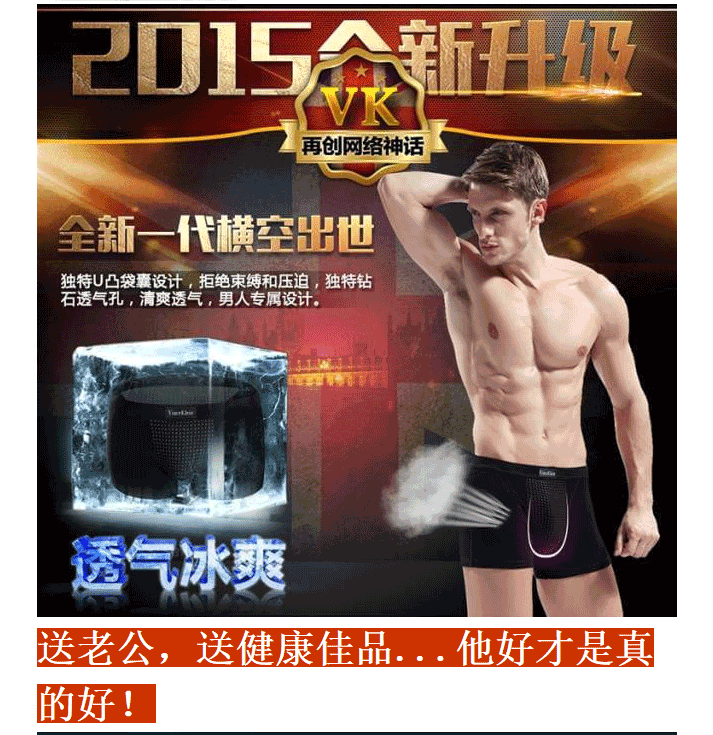 2015全新升级
VK
再创网络神话
全新一代横空出世
独特U凸袋囊设计，拒绝束缚和压迫，独特钻
石透气孔，清爽透气，男人专属设计。
透气冰爽
送老公，送健康佳品...他好才是真
的好！